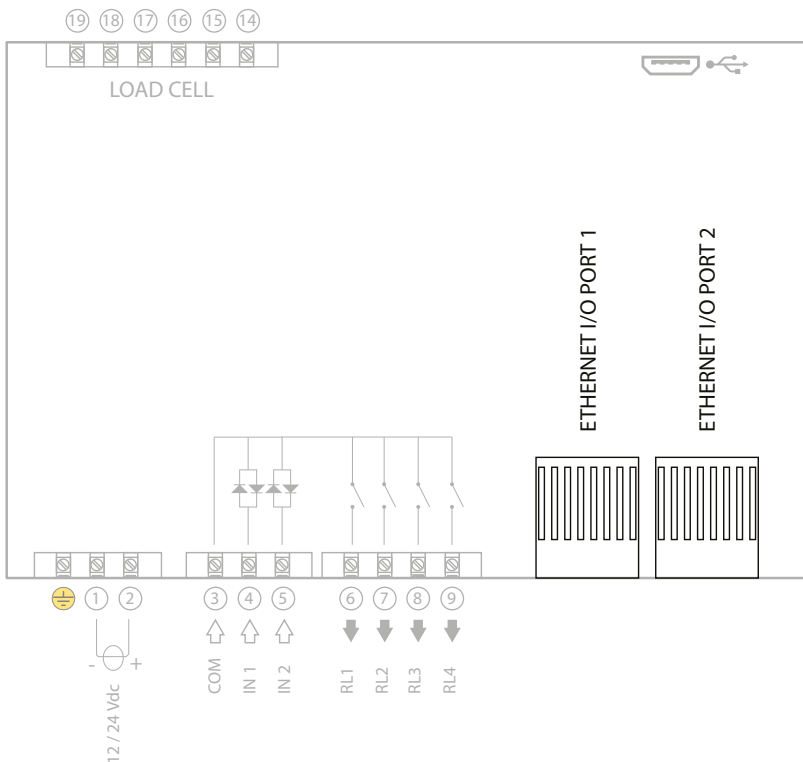 19 18 17 16 15 14
LOAD CELL
ETHERNET I/O PORT 1
ETHERNET I/O PORT 2
1 2 3 4 5 6 7 8 9
- +
12 / 24 Vdc
COM
IN 1
IN 2
RL1
RL2
RL3
RL4